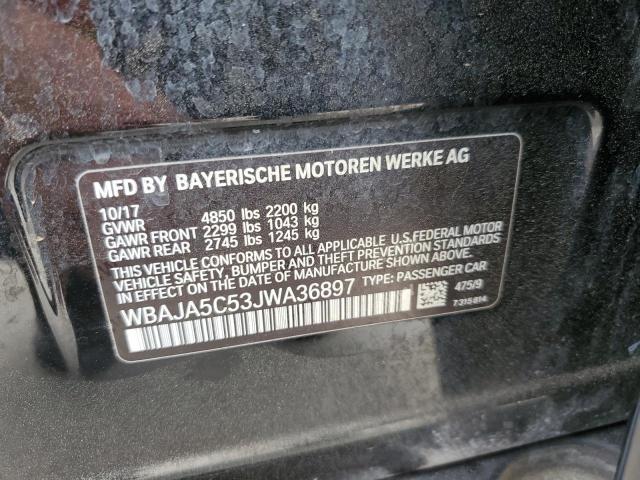 MFD BY BAYERISCHE MOTOREN WERKE AG
10/17
GVWR 4850 lbs 2200 kg
GAWR FRONT 2299 lbs 1043 kg
GAWR REAR 2745 lbs 1245 kg
THIS VEHICLE CONFORMS TO ALL APPLICABLE U.S.FEDERAL MOTOR
VEHICLE SAFETY, BUMPER AND THEFT PREVENTION STANDARDS
IN EFFECT ON THE DATE OF MANUFACTURE SHOWN ABOVE.
WBAJA5C53JWA36897 TYPE: PASSENGER CAR
475/9
7315814